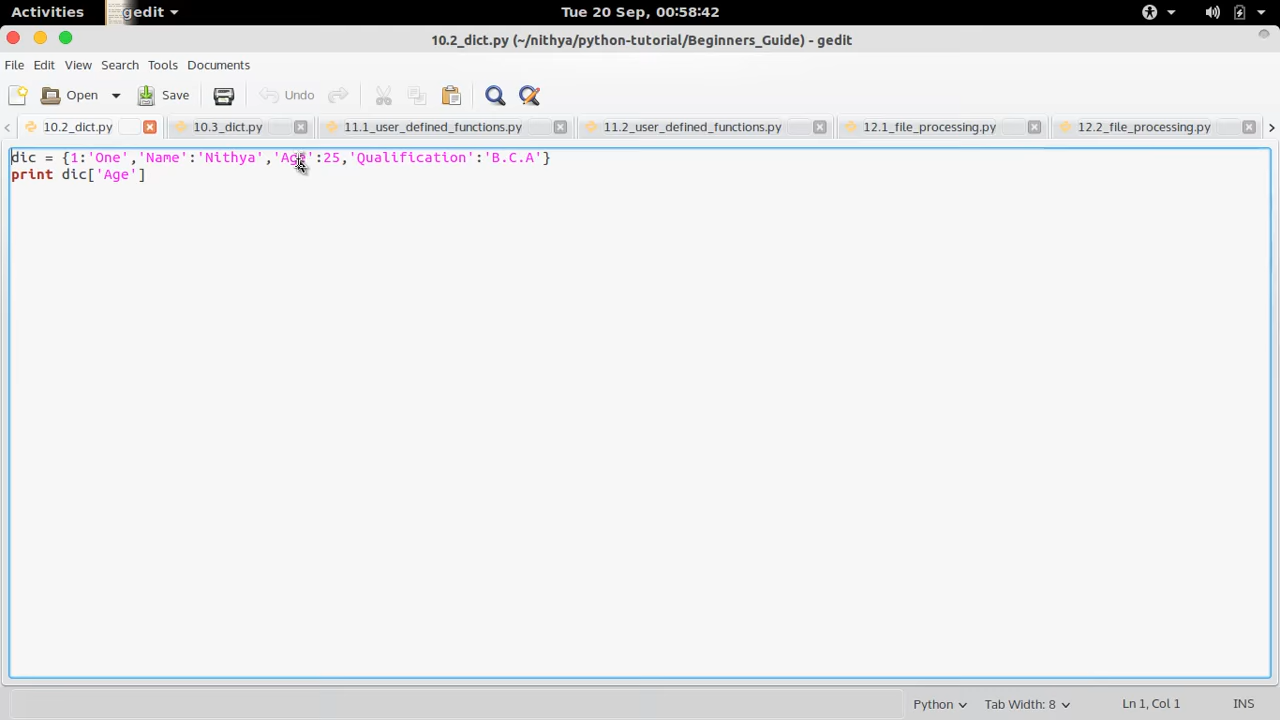 Activities gedit Tue 20 Sep, 00:58:42
10.2_dict.py (~/nithya/python-tutorial/Beginners_Guide) - gedit
File Edit View Search Tools Documents
Open Save Undo
10.2_dict.py 10.3_dict.py 11.1_user_defined_functions.py 11.2_user_defined_functions.py 12.1_file_processing.py 12.2_file_processing.py
dic = {1:'One','Name':'Nithya','Age':25,'Qualification':'B.C.A'}
print dic['Age']
Python Tab Width: 8 Ln 1, Col 1 INS